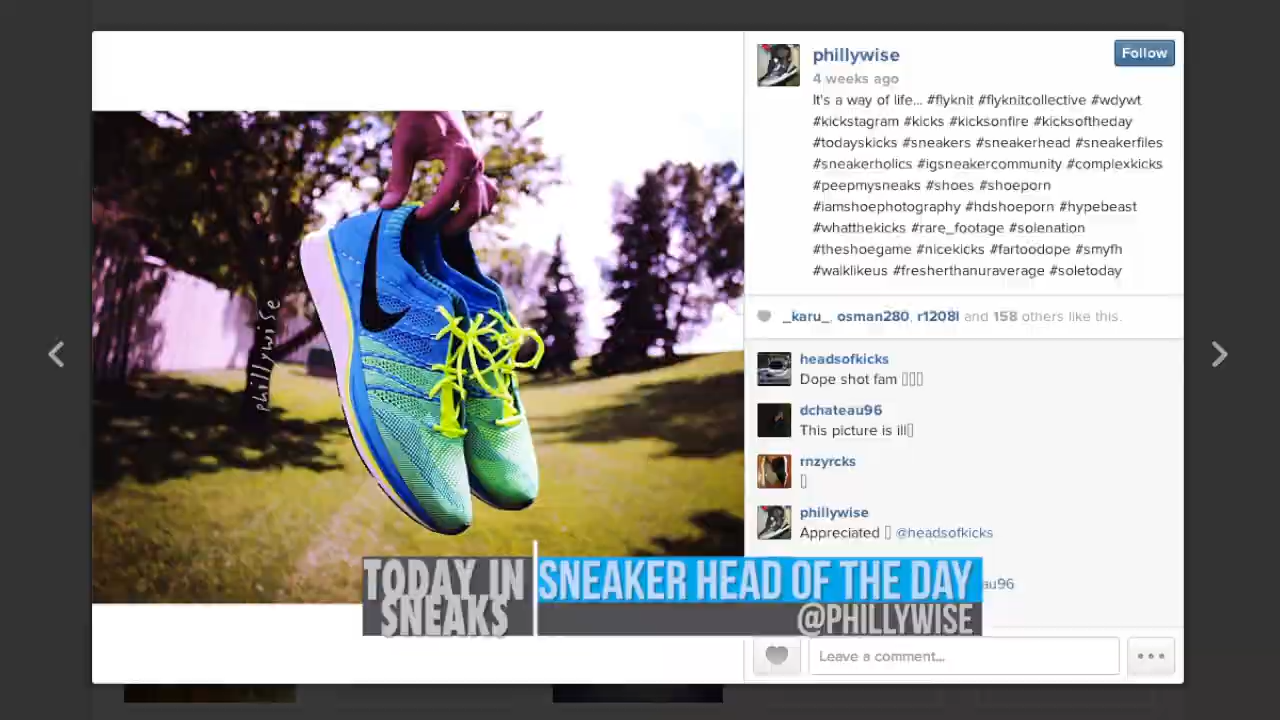 phillywise
Follow
4 weeks ago
It's a way of life... #flyknit #flyknitcollective #wdywt
#kickstagram #kicks #kicksonfire #kicksoftheday
#todayskicks #sneakers #sneakerhead #sneakerfiles
#sneakerholics #igsneakercommunity #complexkicks
#peepmysneaks #shoes #shoeporn
#iamshoephotography #hdshoeporn #hypebeast
#whatthekicks #rare_footage #solenation
#theshoegame #nicekicks #fartoodope #smyfh
#walklikeus #fresherthanuraverage #soletoday
_karu_, osman280, r1208l and 158 others like this.
headsofkicks
Dope shot fam
dchateau96
This picture is ill
rnzyrcks
phillywise
Appreciated @headsofkicks
au96
Leave a comment...
phillywise
TODAY IN
SNEAKS
SNEAKER HEAD OF THE DAY
@PHILLYWISE